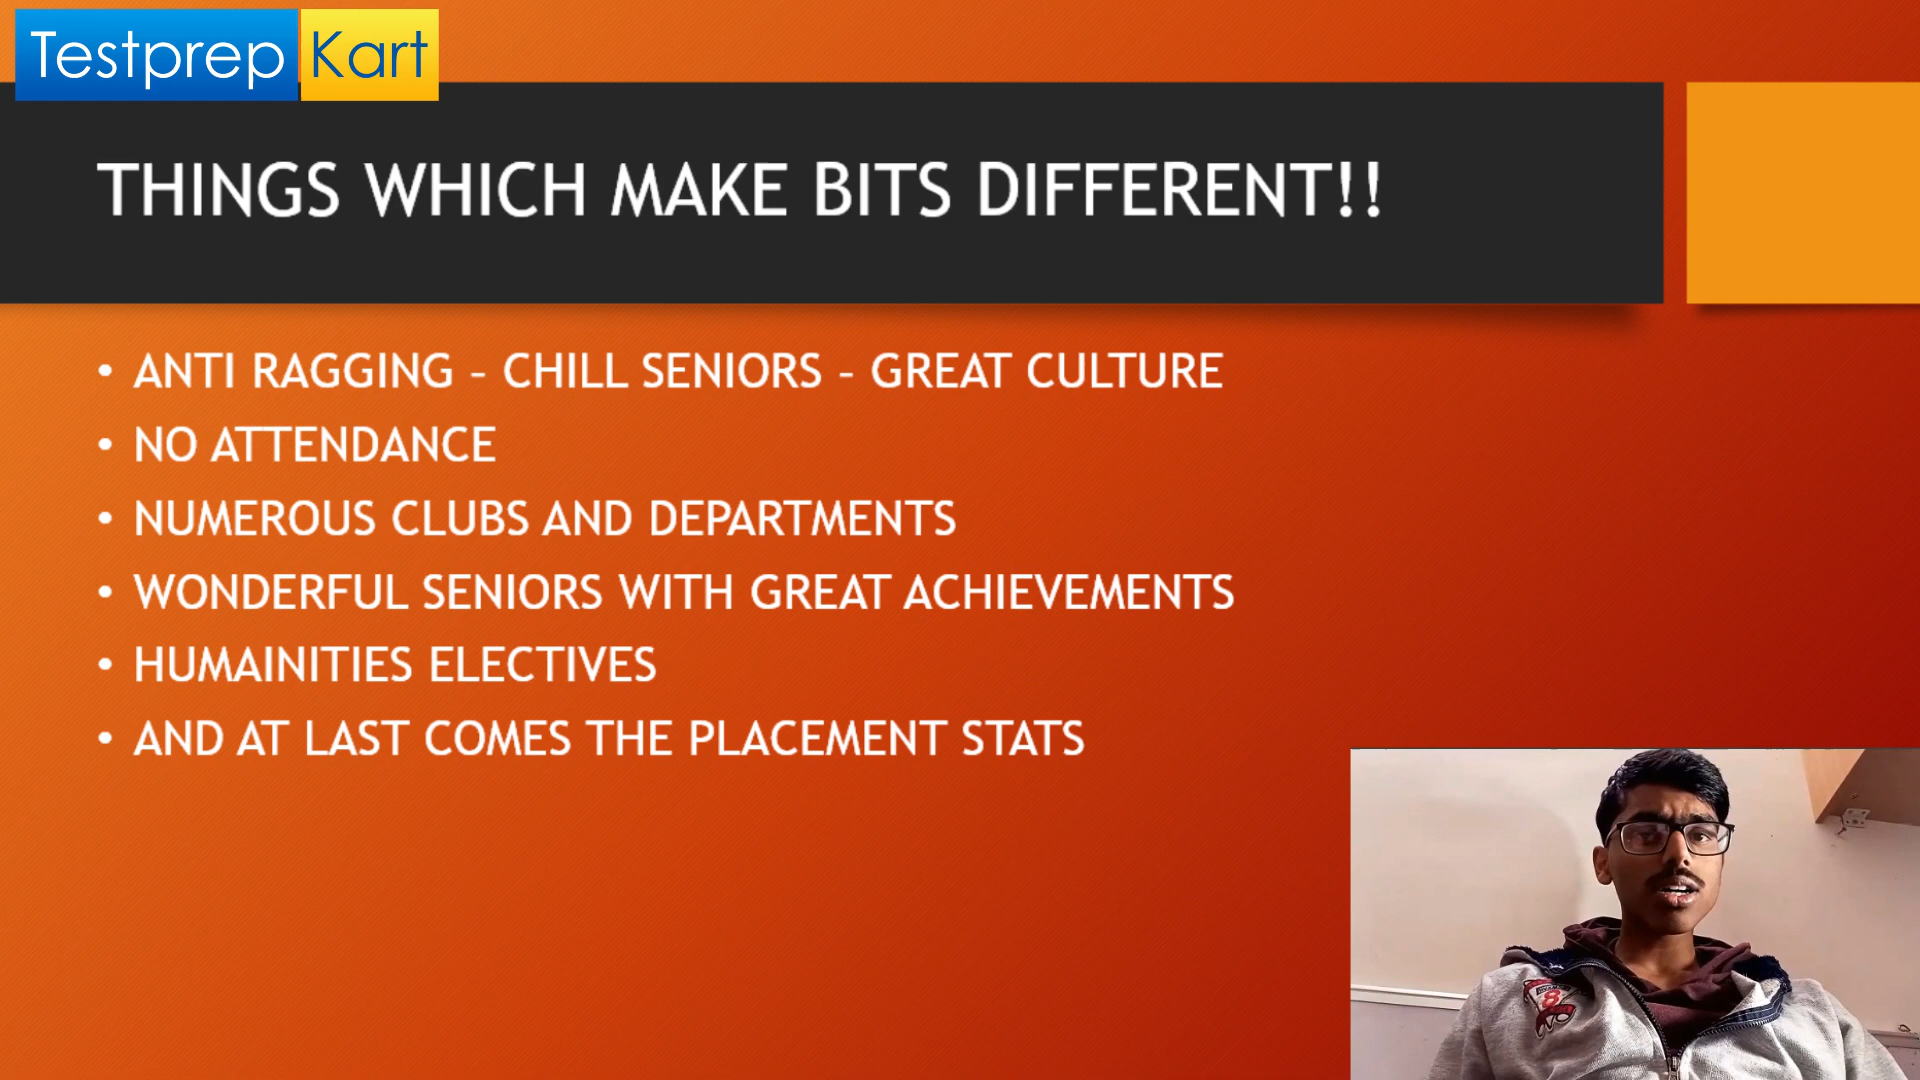 Testprep Kart
THINGS WHICH MAKE BITS DIFFERENT!!
• ANTI RAGGING – CHILL SENIORS – GREAT CULTURE
• NO ATTENDANCE
• NUMEROUS CLUBS AND DEPARTMENTS
• WONDERFUL SENIORS WITH GREAT ACHIEVEMENTS
• HUMAINITIES ELECTIVES
• AND AT LAST COMES THE PLACEMENT STATS
8